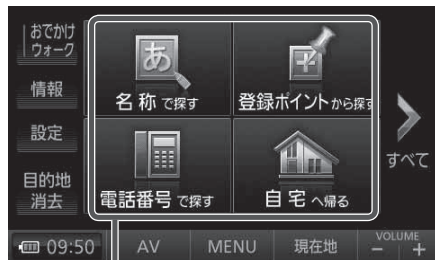 おでかけ
ウォーク
情報
設定
目的地
消去
あ
名称 で探す
登録ポイント から探す
電話番号 で探す
自宅 へ帰る
すべて
09:50
AV
MENU
現在地
VOLUME
− +